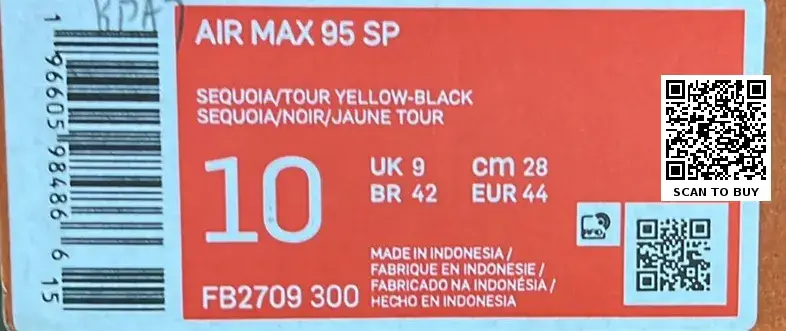 AIR MAX 95 SP
SEQUOIA/TOUR YELLOW-BLACK
SEQUOIA/NOIR/JAUNE TOUR
10
UK 9 cm 28
BR 42 EUR 44
MADE IN INDONESIA /
FABRIQUE EN INDONESIE /
FABRICADO NA INDONÉSIA /
HECHO EN INDONESIA
FB2709 300
RFID
SCAN TO BUY
1 96605 98486 6 15